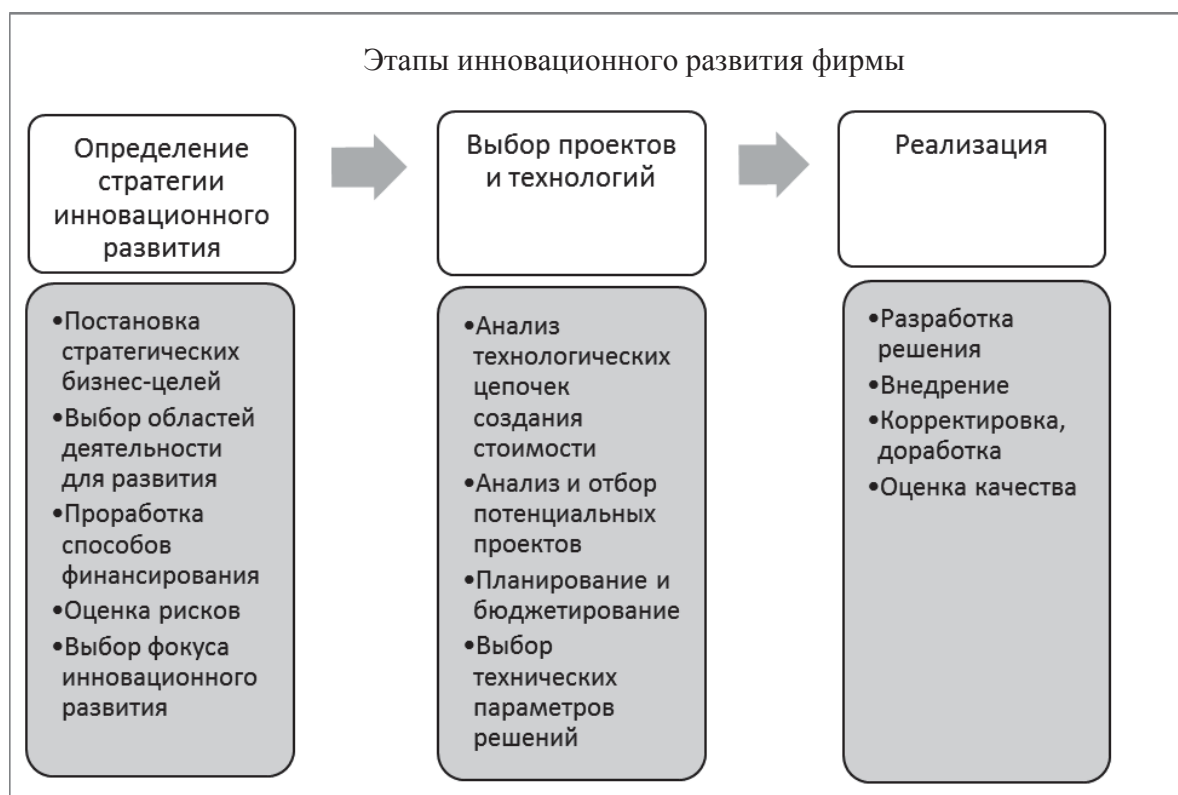 Этапы инновационного развития фирмы
Определение
стратегии
инновационного
развития
•Постановка
стратегических
бизнес-целей
•Выбор областей
деятельности
для развития
•Проработка
способов
финансирования
•Оценка рисков
•Выбор фокуса
инновационного
развития
Выбор проектов
и технологий
•Анализ
технологических
цепочек
создания
стоимости
•Анализ и отбор
потенциальных
проектов
•Планирование и
бюджетирование
•Выбор
технических
параметров
решений
Реализация
•Разработка
решения
•Внедрение
•Корректировка,
доработка
•Оценка качества